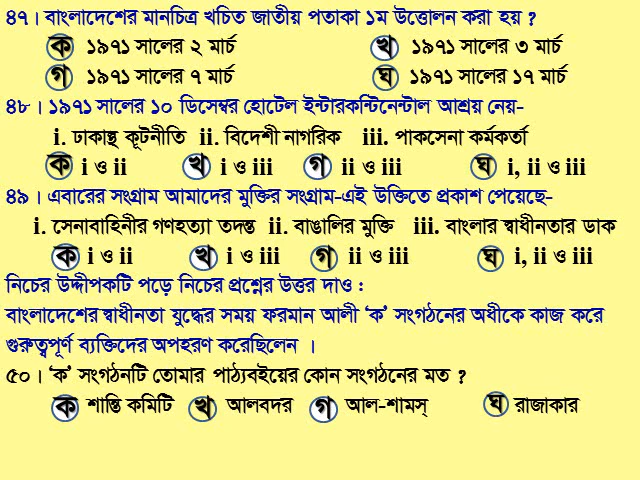 ৪৭। বাংলাদেশের মানচিত্র খচিত জাতীয় পতাকা ১ম উত্তোলন করা হয় ?
ক ১৯৭১ সালের ২ মার্চ খ ১৯৭১ সালের ৩ মার্চ
গ ১৯৭১ সালের ৭ মার্চ ঘ ১৯৭১ সালের ১৭ মার্চ
৪৮। ১৯৭১ সালের ১০ ডিসেম্বর হোটেল ইন্টারকন্টিনেন্টাল আশ্রয় নেয়-
i. ঢাকাস্থ কূটনীতি ii. বিদেশী নাগরিক iii. পাকসেনা কর্মকর্তা
ক i ও ii খ i ও iii গ ii ও iii ঘ i, ii ও iii
৪৯। এবারের সংগ্রাম আমাদের মুক্তির সংগ্রাম-এই উক্তিতে প্রকাশ পেয়েছে-
i. সেনাবাহিনীর গণহত্যা তদন্ত ii. বাঙালির মুক্তি iii. বাংলার স্বাধীনতার ডাক
ক i ও ii খ i ও iii গ ii ও iii ঘ i, ii ও iii
নিচের উদ্দীপকটি পড়ে নিচের প্রশ্নের উত্তর দাও :
বাংলাদেশের স্বাধীনতা যুদ্ধের সময় ফরমান আলী ‘ক’ সংগঠনের অধীকে কাজ করে
গুরুত্বপূর্ণ ব্যক্তিদের অপহরণ করেছিলেন ।
৫০। ‘ক’ সংগঠনটি তোমার পাঠ্যবইয়ের কোন সংগঠনের মত ?
ক শান্তি কমিটি খ আলবদর গ আল-শামস্ ঘ রাজাকার